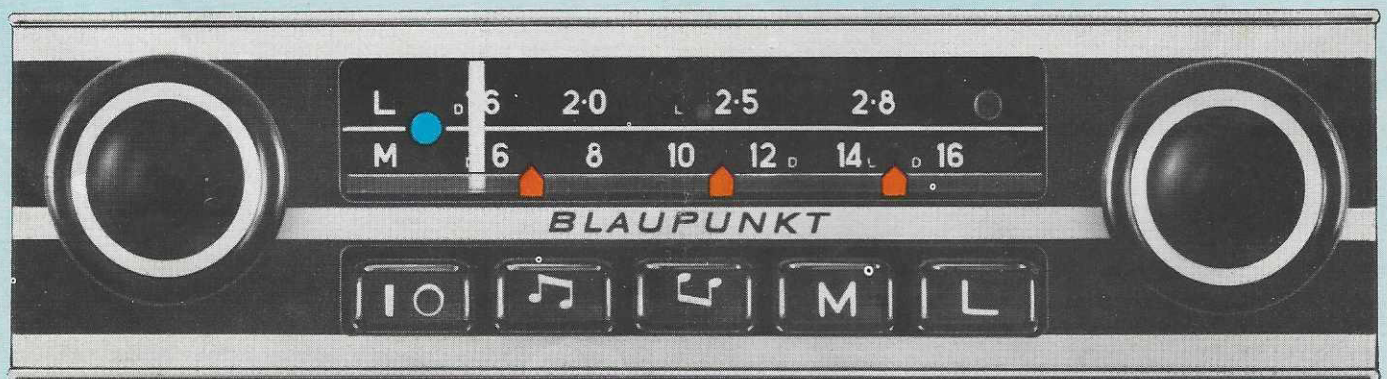 L D 1·6 2·0 L 2·5 2·8
M D 6 8 10 12 D 14 L D 16
BLAUPUNKT
I O M L